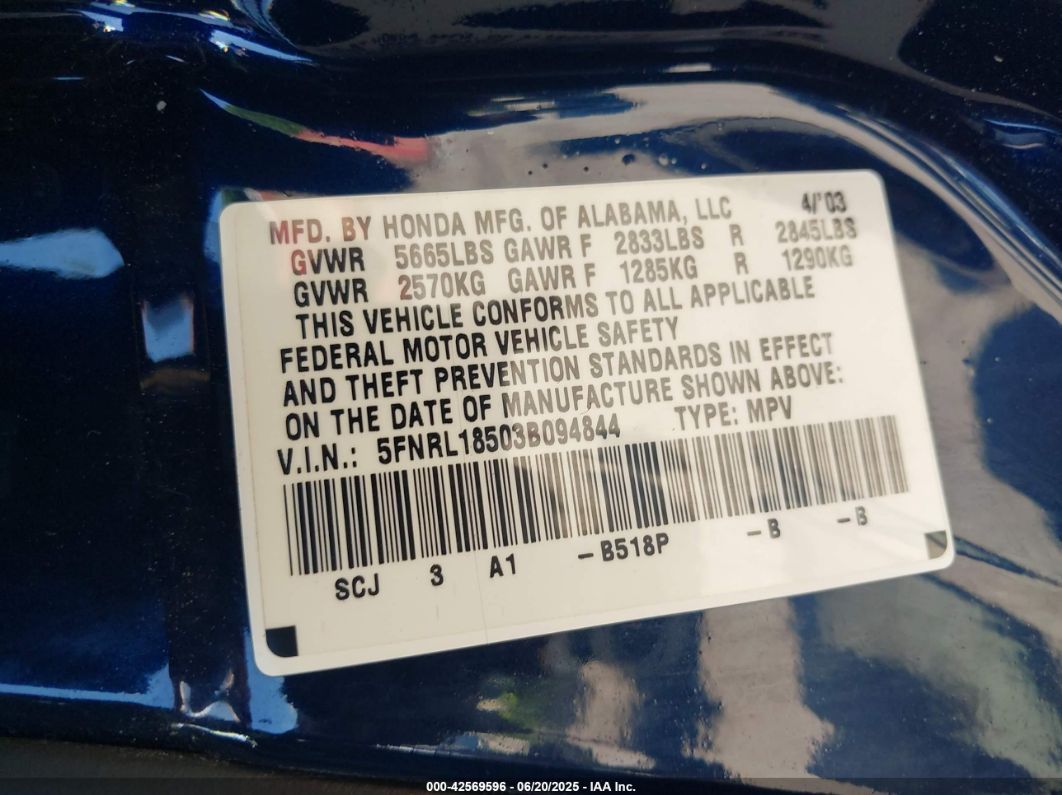 MFD. BY HONDA MFG. OF ALABAMA, LLC 4/'03
GVWR 5665LBS GAWR F 2833LBS R 2845LBS
GVWR 2570KG GAWR F 1285KG R 1290KG
THIS VEHICLE CONFORMS TO ALL APPLICABLE
FEDERAL MOTOR VEHICLE SAFETY
AND THEFT PREVENTION STANDARDS IN EFFECT
ON THE DATE OF MANUFACTURE SHOWN ABOVE:
V.I.N.: 5FNRL18503B094844 TYPE: MPV
SCJ 3 A1 -B518P -B -B
000-42569596 - 06/20/2025 - IAA Inc.